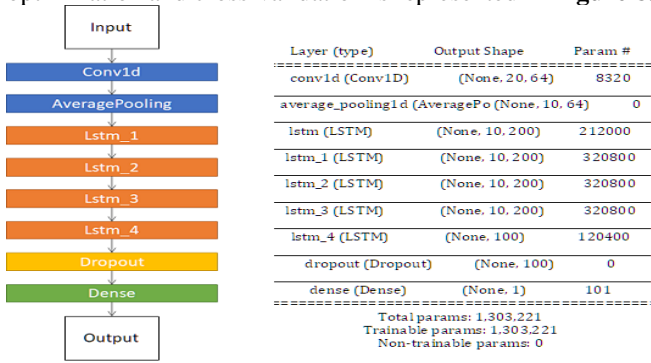 Input
Conv1d
AveragePooling
Lstm_1
Lstm_2
Lstm_3
Lstm_4
Dropout
Dense
Output
Layer (type) Output Shape Param #
conv1d (Conv1D) (None, 20, 64) 8320
average_pooling1d (AveragePo (None, 10, 64) 0
lstm (LSTM) (None, 10, 200) 212000
lstm_1 (LSTM) (None, 10, 200) 320800
lstm_2 (LSTM) (None, 10, 200) 320800
lstm_3 (LSTM) (None, 10, 200) 320800
lstm_4 (LSTM) (None, 100) 120400
dropout (Dropout) (None, 100) 0
dense (Dense) (None, 1) 101
Total params: 1,303,221
Trainable params: 1,303,221
Non-trainable params: 0